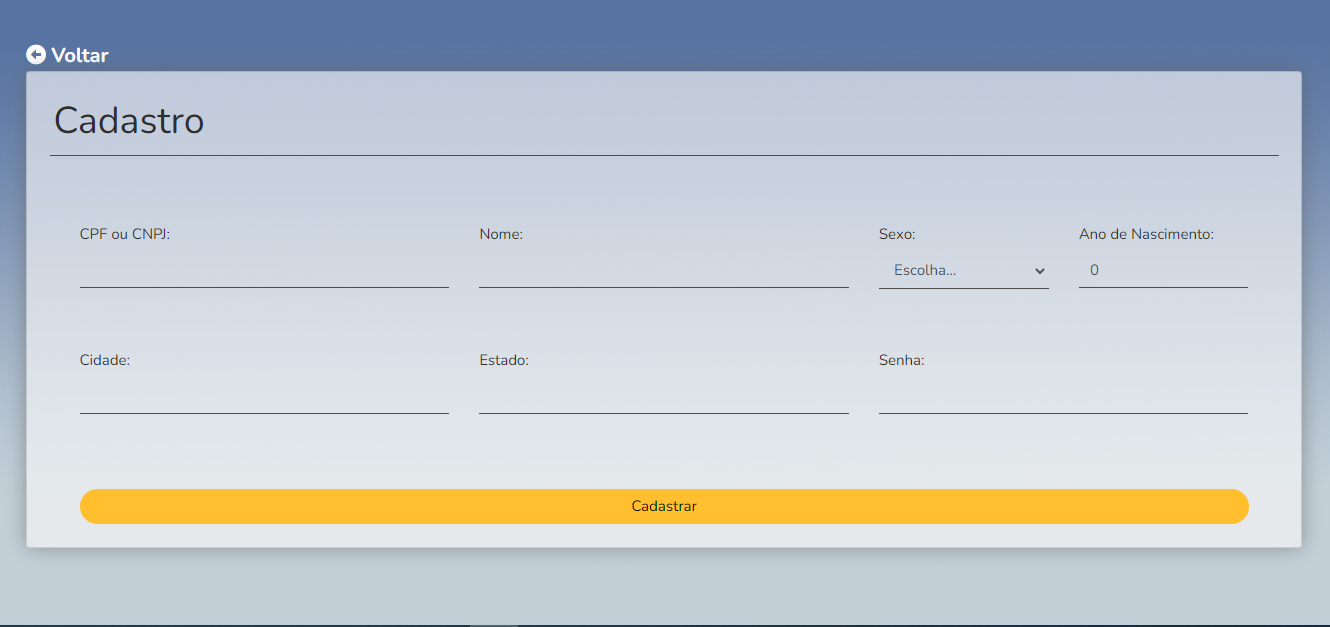 Voltar
Cadastro
CPF ou CNPJ:
Nome:
Sexo:
Ano de Nascimento:
Escolha...
0
Cidade:
Estado:
Senha:
Cadastrar